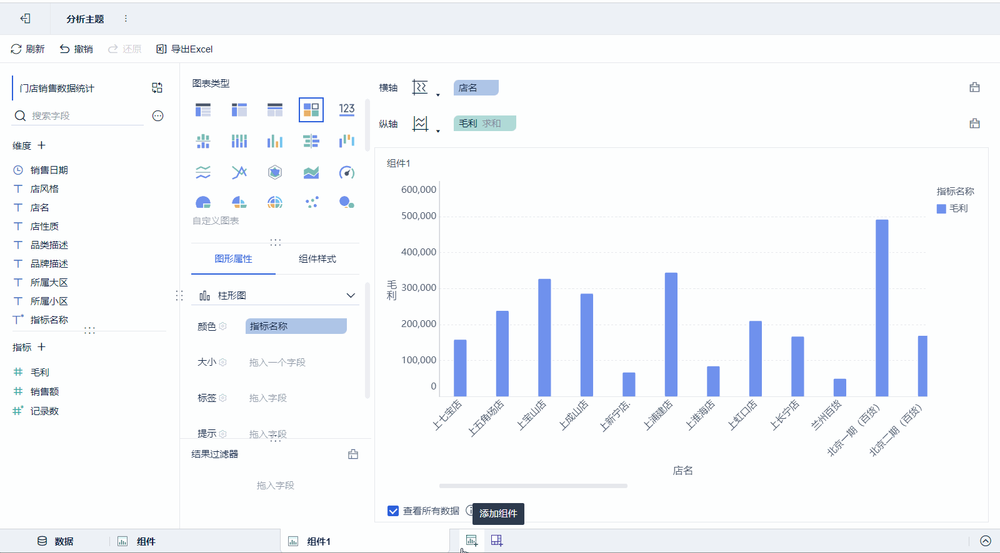 分析主题
刷新 撤销 还原 导出Excel
门店销售数据统计
搜索字段
维度
销售日期
店风格
店名
店性质
品类描述
品牌描述
所属大区
所属小区
指标名称
指标
毛利
销售额
记录数
图表类型
123
自定义图表
图形属性 组件样式
柱形图
颜色 指标名称
大小 拖入一个字段
标签 拖入字段
提示 拖入字段
结果过滤器
拖入字段
横轴 店名
纵轴 毛利 求和
组件1
600,000
500,000
400,000
300,000
200,000
100,000
0
毛利
上七宝店
上五角场店
上宝山店
上成山店
上新宁店.
上浦建店
上淮海店
上虹口店
上长宁店
兰州百货
北京一期（百货）
北京二期（百货）
店名
指标名称
毛利
查看所有数据
添加组件
数据 组件 组件1